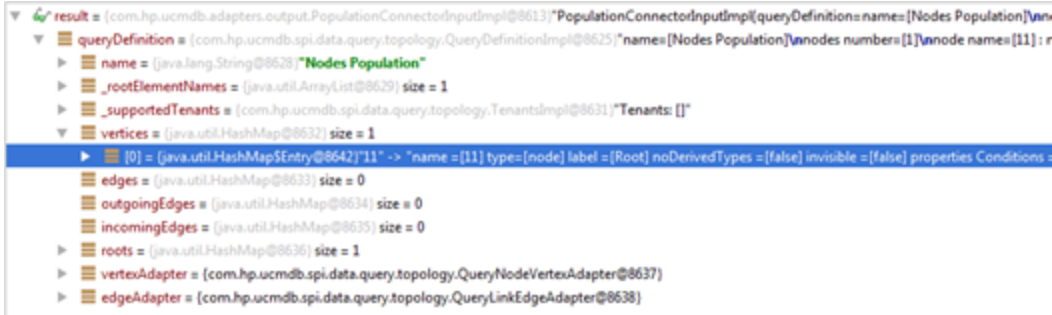 result = {com.hp.ucmdb.adapters.output.PopulationConnectorInputImpl@8613}"PopulationConnectorInputImpl{queryDefinition=name=[Nodes Population]\nn
queryDefinition = {com.hp.ucmdb.spi.data.query.topology.QueryDefinitionImpl@8625}"name=[Nodes Population]\nnodes number=[1]\nnode name=[11] : r
name = {java.lang.String@8628}"Nodes Population"
_rootElementNames = {java.util.ArrayList@8629} size = 1
_supportedTenants = {com.hp.ucmdb.spi.data.query.topology.TenantsImpl@8631}"Tenants: []"
vertices = {java.util.HashMap@8632} size = 1
[0] = {java.util.HashMap$Entry@8642}"11" -> "name =[11] type=[node] label =[Root] noDerivedTypes =[false] invisible =[false] properties Conditions =
edges = {java.util.HashMap@8633} size = 0
outgoingEdges = {java.util.HashMap@8634} size = 0
incomingEdges = {java.util.HashMap@8635} size = 0
roots = {java.util.HashMap@8636} size = 1
vertexAdapter = {com.hp.ucmdb.spi.data.query.topology.QueryNodeVertexAdapter@8637}
edgeAdapter = {com.hp.ucmdb.spi.data.query.topology.QueryLinkEdgeAdapter@8638}